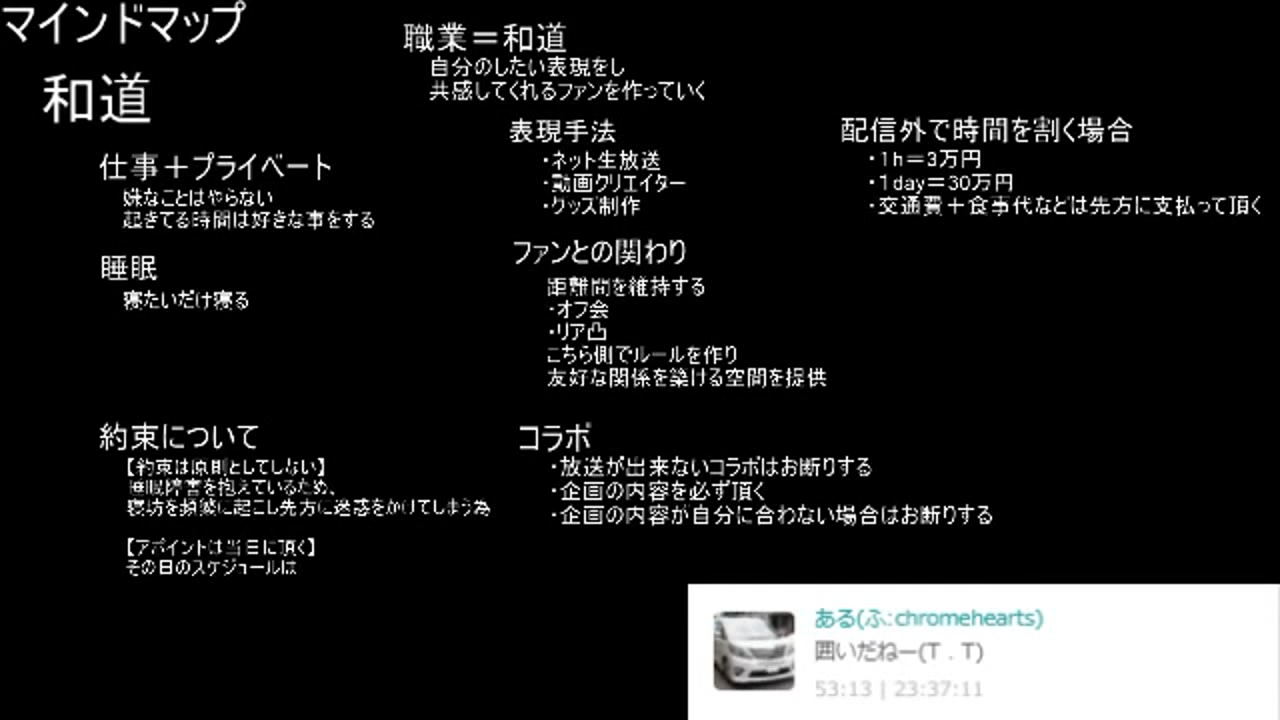 マインドマップ
和道
仕事＋プライベート
嫌なことはやらない
起きてる時間は好きな事をする
睡眠
寝たいだけ寝る
約束について
【約束は原則としてしない】
睡眠障害を抱えているため、
寝坊を頻繁に起こし先方に迷惑をかけてしまう為
【アポイントは当日に頂く】
その日のスケジュールは
職業＝和道
自分のしたい表現をし
共感してくれるファンを作っていく
表現手法
・ネット生放送
・動画クリエイター
・グッズ制作
ファンとの関わり
距離間を維持する
・オフ会
・リア凸
こちら側でルールを作り
友好な関係を築ける空間を提供
コラボ
・放送が出来ないコラボはお断りする
・企画の内容を必ず頂く
・企画の内容が自分に合わない場合はお断りする
配信外で時間を割く場合
・1h＝3万円
・1day＝30万円
・交通費＋食事代などは先方に支払って頂く
ある(ふ:chromehearts)
囲いだねー(T . T)
53:13 | 23:37:11